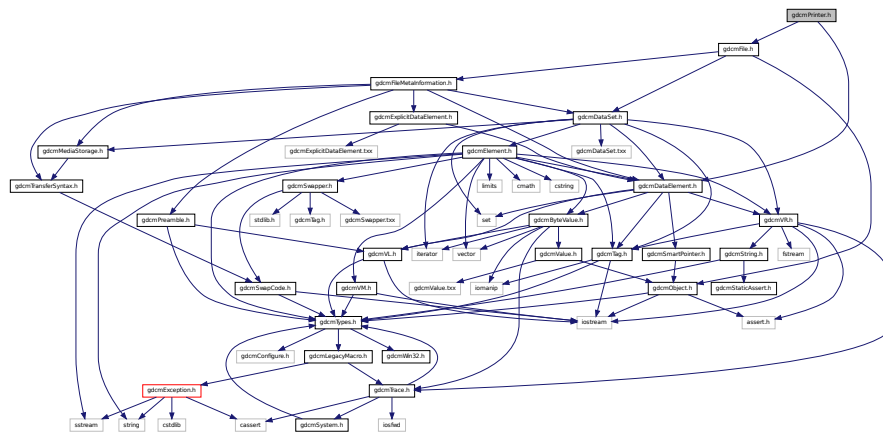 gdcmPrinter.h
gdcmFile.h
gdcmFileMetaInformation.h
gdcmExplicitDataElement.h
gdcmDataSet.h
gdcmMediaStorage.h
gdcmExplicitDataElement.txx
gdcmElement.h
gdcmDataSet.txx
gdcmTransferSyntax.h
gdcmSwapper.h
limits
cmath
cstring
gdcmDataElement.h
gdcmPreamble.h
stdlib.h
gdcmTag.h
gdcmSwapper.txx
set
gdcmByteValue.h
gdcmVR.h
gdcmVL.h
iterator
vector
gdcmValue.h
gdcmTag.h
gdcmSmartPointer.h
gdcmString.h
fstream
gdcmSwapCode.h
gdcmVM.h
gdcmValue.txx
iomanip
gdcmObject.h
gdcmStaticAssert.h
gdcmTypes.h
iostream
assert.h
gdcmConfigure.h
gdcmLegacyMacro.h
gdcmWin32.h
gdcmException.h
gdcmTrace.h
sstream
string
cstdlib
cassert
gdcmSystem.h
iosfwd